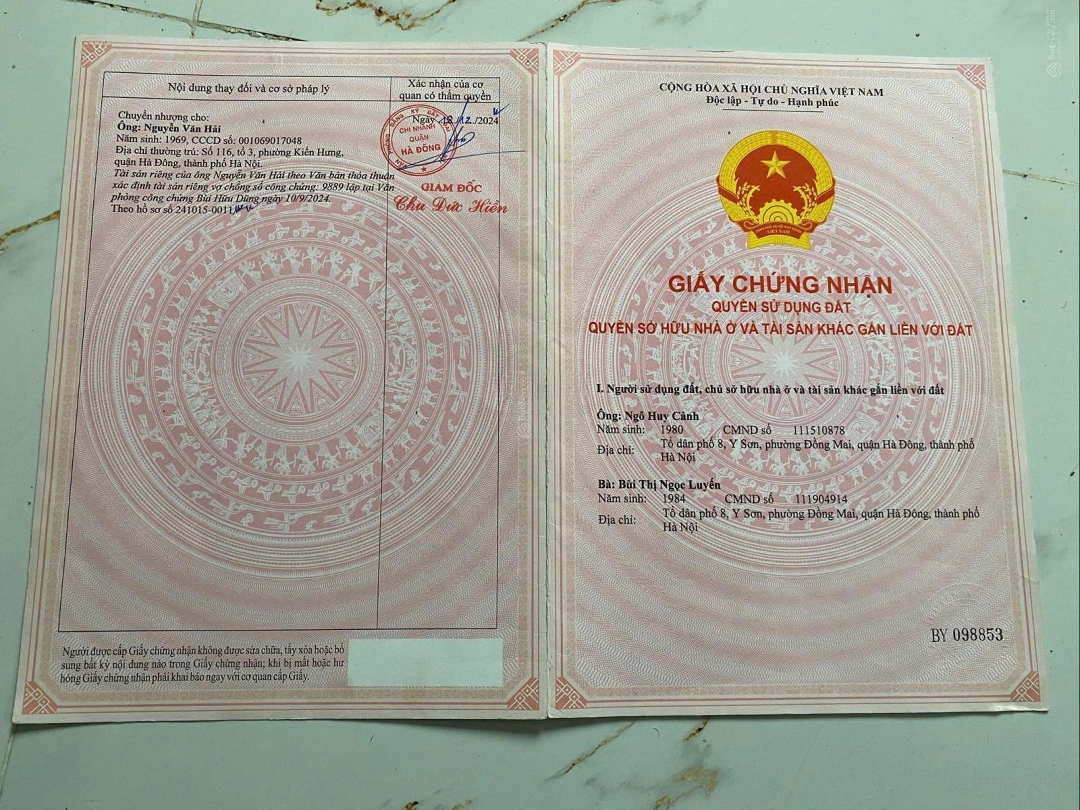 Nội dung thay đổi và cơ sở pháp lý
Xác nhận của cơ
quan có thẩm quyền
Chuyển nhượng cho:
Ông: Nguyễn Văn Hải
Năm sinh: 1969, CCCD số: 001069017048
Địa chỉ thường trú: Số 116, tổ 3, phường Kiến Hưng,
quận Hà Đông, thành phố Hà Nội.
Tài sản riêng của ông Nguyễn Văn Hải theo Văn bản thỏa thuận
xác định tài sản riêng vợ chồng số công chứng: 9889 lập tại Văn
phòng công chứng Bùi Hữu Dũng ngày 10/9/2024.
Theo hồ sơ số 241015-0011
Ngày 12/2024
CHI NHÁNH
QUẬN
HÀ ĐÔNG
GIÁM ĐỐC
Chu Đức Hiền
Người được cấp Giấy chứng nhận không được sửa chữa, tẩy xóa hoặc bổ
sung bất kỳ nội dung nào trong Giấy chứng nhận; khi bị mất hoặc hư
hỏng Giấy chứng nhận phải khai báo ngay với cơ quan cấp Giấy.
CỘNG HÒA XÃ HỘI CHỦ NGHĨA VIỆT NAM
Độc lập - Tự do - Hạnh phúc
VIỆT NAM
GIẤY CHỨNG NHẬN
QUYỀN SỬ DỤNG ĐẤT
QUYỀN SỞ HỮU NHÀ Ở VÀ TÀI SẢN KHÁC GẮN LIỀN VỚI ĐẤT
I. Người sử dụng đất, chủ sở hữu nhà ở và tài sản khác gắn liền với đất
Ông: Ngô Huy Cảnh
Năm sinh: 1980 CMND số 111510878
Địa chỉ: Tổ dân phố 8, Y Sơn, phường Đồng Mai, quận Hà Đông, thành phố
Hà Nội
Bà: Bùi Thị Ngọc Luyến
Năm sinh: 1984 CMND số 111904914
Địa chỉ: Tổ dân phố 8, Y Sơn, phường Đồng Mai, quận Hà Đông, thành phố
Hà Nội
BY 098853